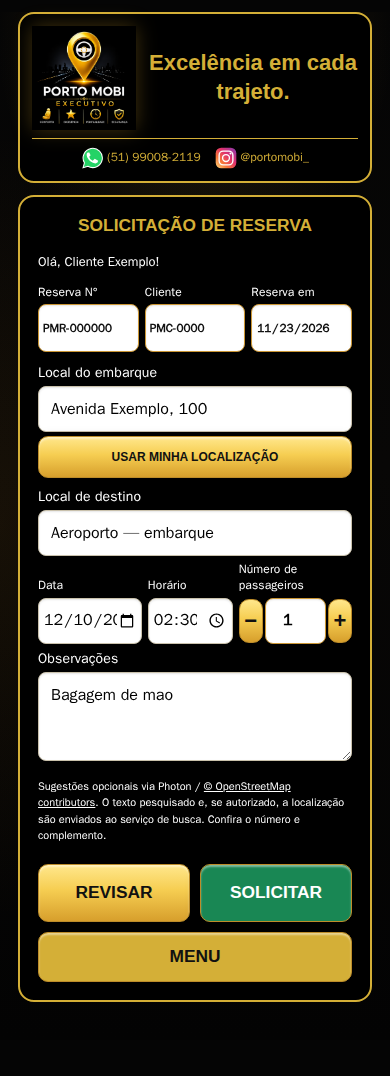 PORTO MOBI
EXECUTIVO
Excelência em cada
trajeto.
(51) 99008-2119 @portomobi_
SOLICITAÇÃO DE RESERVA
Olá, Cliente Exemplo!
Reserva Nº Cliente Reserva em
PMR-000000 PMC-0000 11/23/2026
Local do embarque
Avenida Exemplo, 100
USAR MINHA LOCALIZAÇÃO
Local de destino
Aeroporto — embarque
Data Horário Número de
passageiros
12/10/20 02:30 − 1 +
Observações
Bagagem de mao
Sugestões opcionais via Photon / © OpenStreetMap
contributors. O texto pesquisado e, se autorizado, a localização
são enviados ao serviço de busca. Confira o número e
complemento.
REVISAR SOLICITAR
MENU